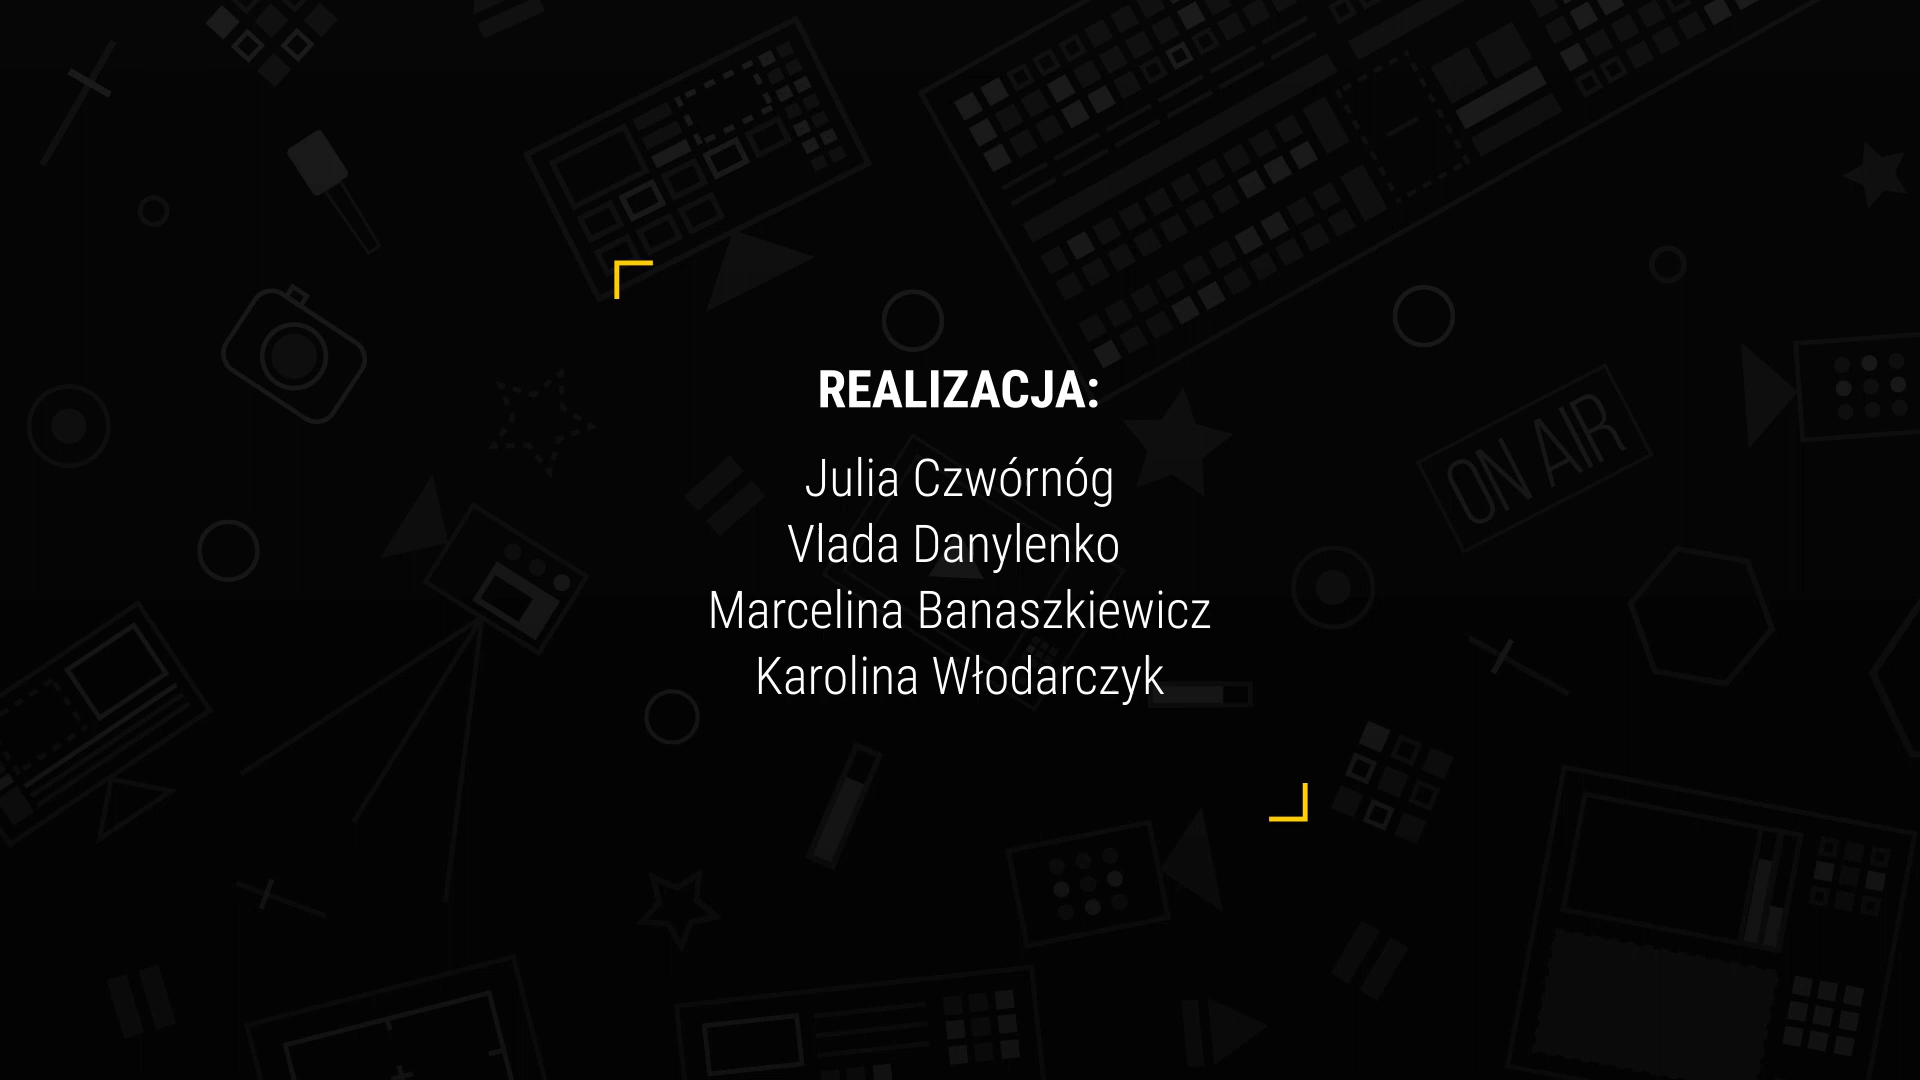 REALIZACJA:
Julia Czwórnóg
Vlada Danylenko
Marcelina Banaszkiewicz
Karolina Włodarczyk
ON AIR